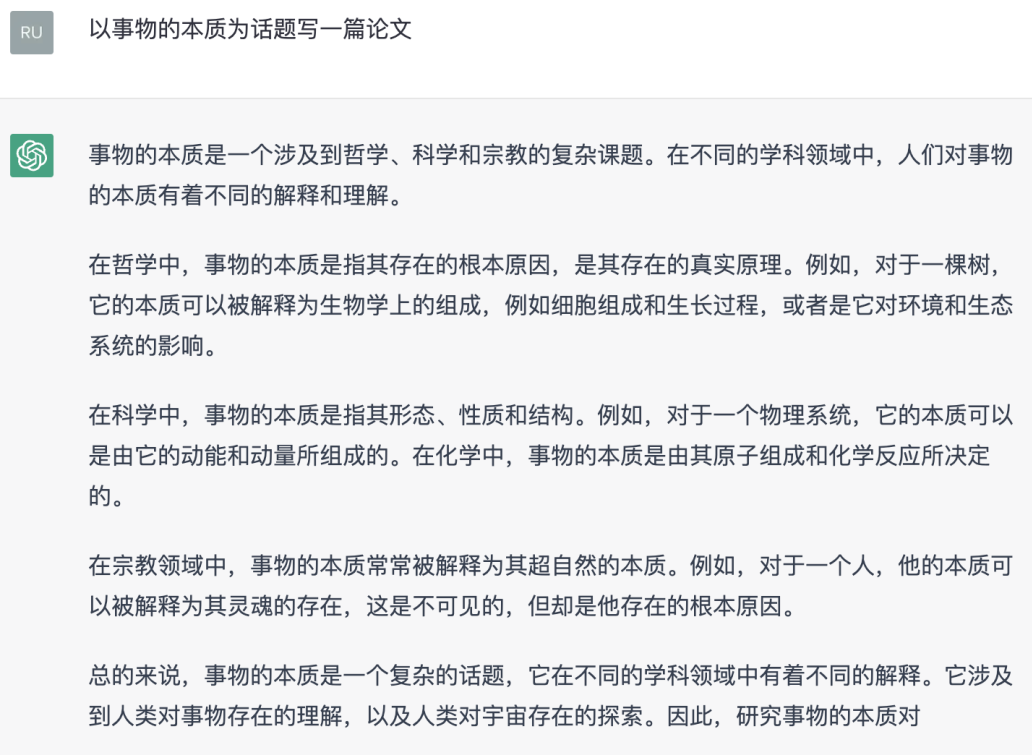 RU
以事物的本质为话题写一篇论文
事物的本质是一个涉及到哲学、科学和宗教的复杂课题。在不同的学科领域中，人们对事物
的本质有着不同的解释和理解。
在哲学中，事物的本质是指其存在的根本原因，是其存在的真实原理。例如，对于一棵树，
它的本质可以被解释为生物学上的组成，例如细胞组成和生长过程，或者是它对环境和生态
系统的影响。
在科学中，事物的本质是指其形态、性质和结构。例如，对于一个物理系统，它的本质可以
是由它的动能和动量所组成的。在化学中，事物的本质是由其原子组成和化学反应所决定
的。
在宗教领域中，事物的本质常常被解释为其超自然的本质。例如，对于一个人，他的本质可
以被解释为其灵魂的存在，这是不可见的，但却是他存在的根本原因。
总的来说，事物的本质是一个复杂的话题，它在不同的学科领域中有着不同的解释。它涉及
到人类对事物存在的理解，以及人类对宇宙存在的探索。因此，研究事物的本质对